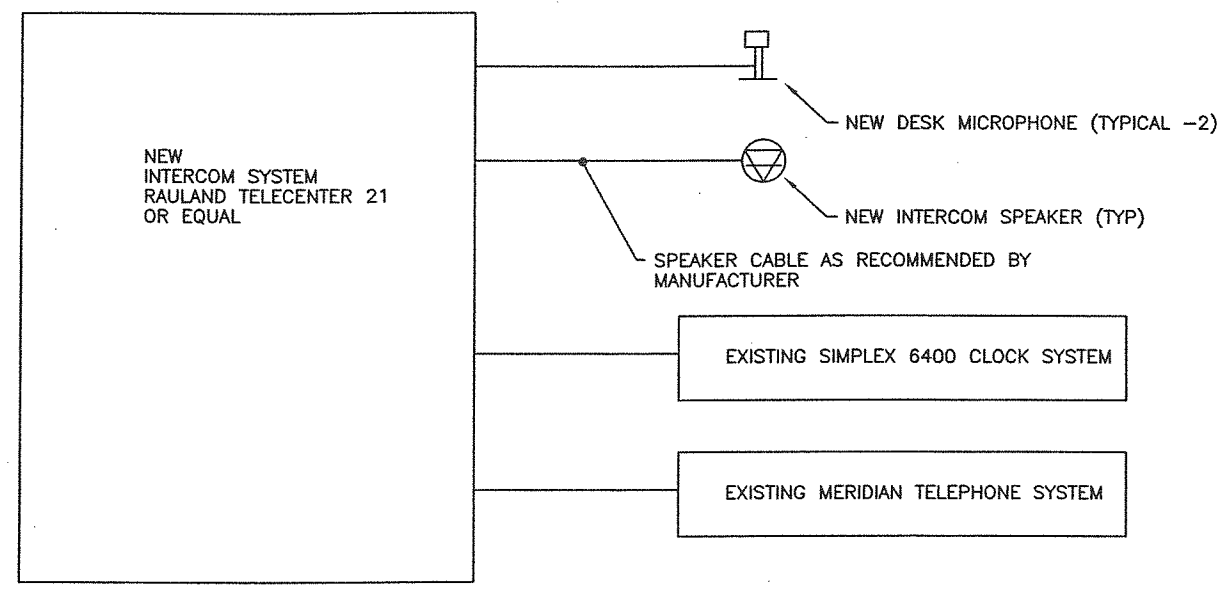 NEW DESK MICROPHONE (TYPICAL -2)
NEW
INTERCOM SYSTEM
RAULAND TELECENTER 21
OR EQUAL
NEW INTERCOM SPEAKER (TYP)
SPEAKER CABLE AS RECOMMENDED BY
MANUFACTURER
EXISTING SIMPLEX 6400 CLOCK SYSTEM
EXISTING MERIDIAN TELEPHONE SYSTEM